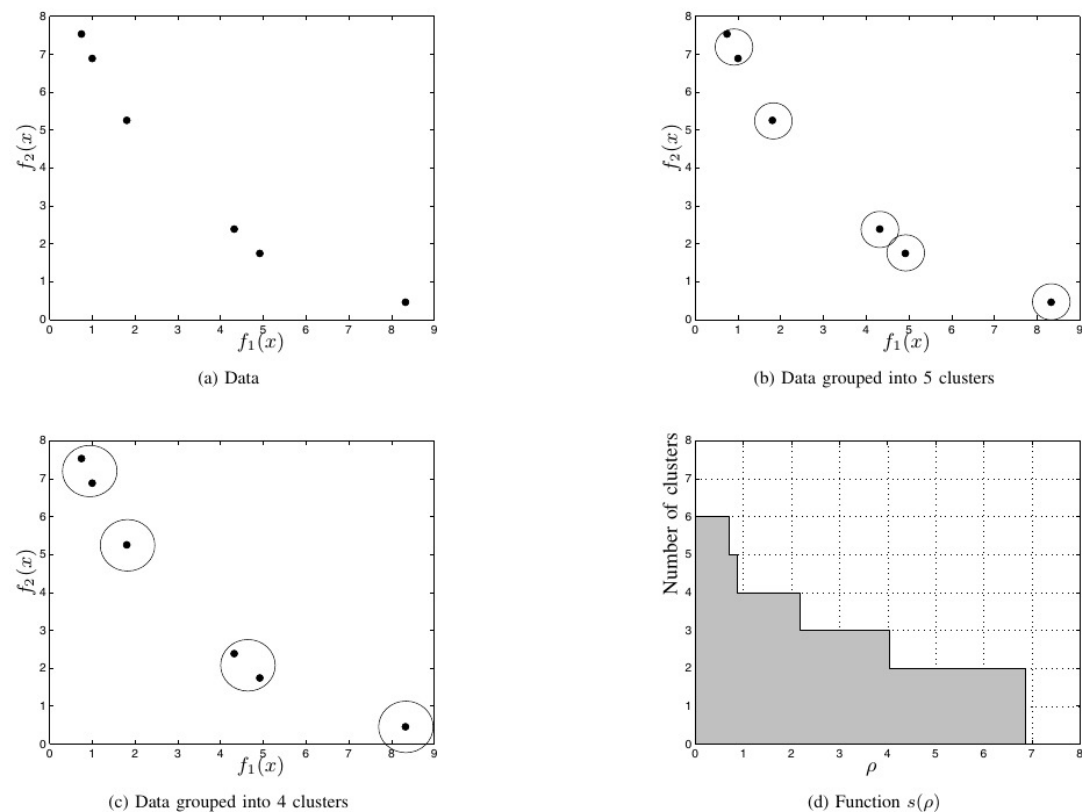 8
7
6
5
4
3
2
1
0
f₂(x)
0 1 2 3 4 5 6 7 8 9
f₁(x)
(a) Data
8
7
6
5
4
3
2
1
0
f₂(x)
0 1 2 3 4 5 6 7 8 9
f₁(x)
(b) Data grouped into 5 clusters
8
7
6
5
4
3
2
1
0
f₂(x)
0 1 2 3 4 5 6 7 8 9
f₁(x)
(c) Data grouped into 4 clusters
Number of clusters
8
7
6
5
4
3
2
1
0
0 1 2 3 4 5 6 7 8
ρ
(d) Function s(ρ)